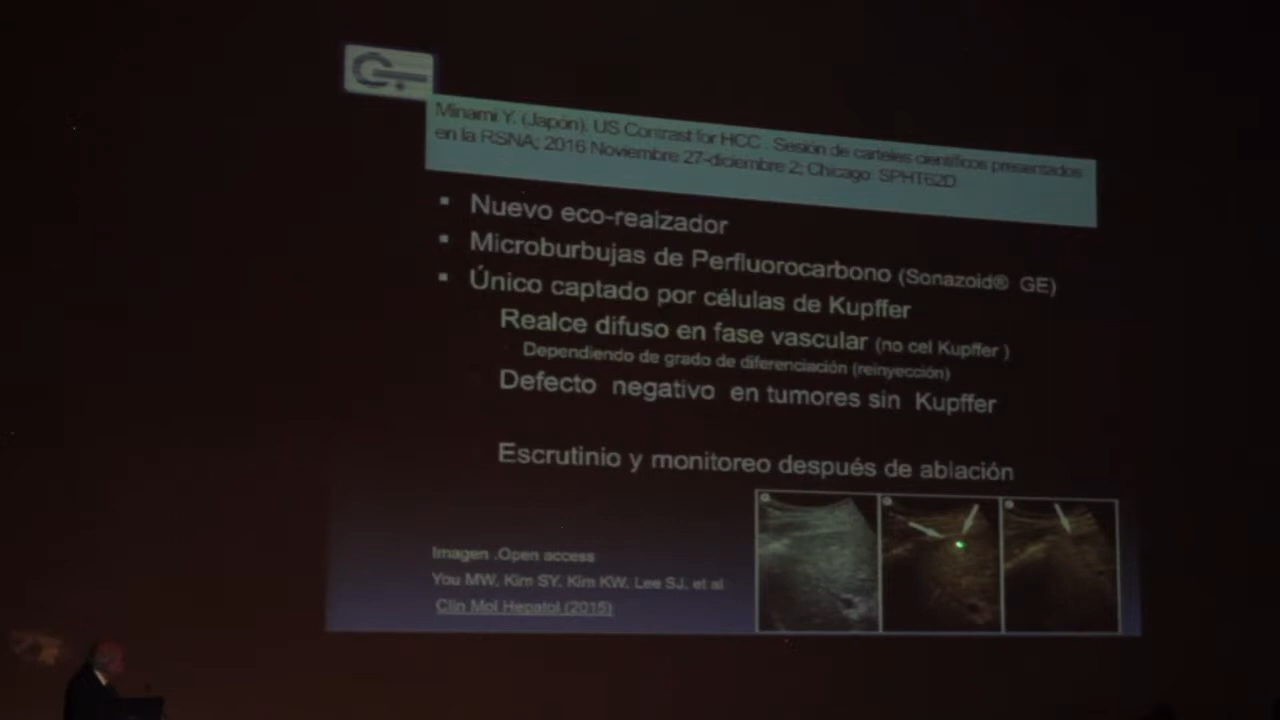 Minami Y. (Japón). US Contrast for HCC . Sesión de carteles científicos presentados
en la RSNA; 2016 Noviembre 27-diciembre 2; Chicago SPHT62D
▪ Nuevo eco-realzador
▪ Microburbujas de Perfluorocarbono (Sonazoid® GE)
▪ Único captado por células de Kupffer
Realce difuso en fase vascular (no cel Kupffer )
Dependiendo de grado de diferenciación (reinyección)
Defecto negativo en tumores sin Kupffer
Escrutinio y monitoreo después de ablación
Imagen .Open access
You MW, Kim SY, Kim KW, Lee SJ, et al
Clin Mol Hepatol (2015)